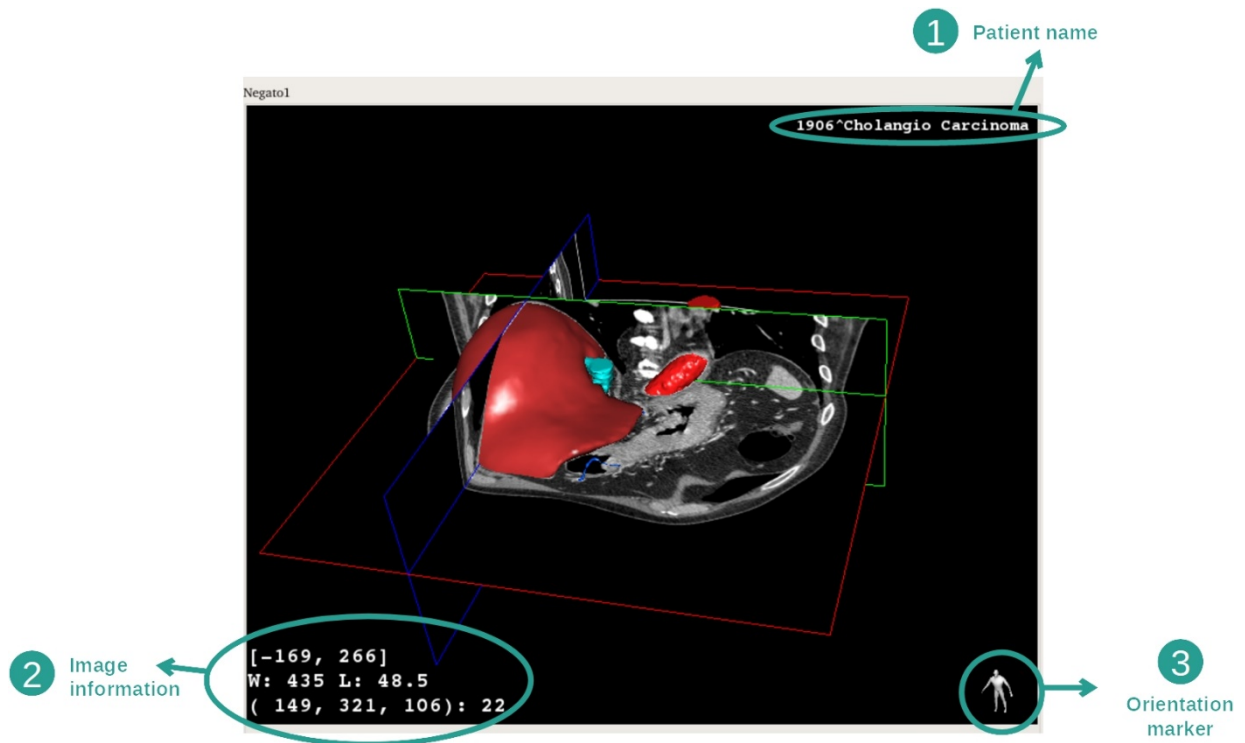 1
Patient name
Negato1
1906^Cholangio Carcinoma
[-169, 266]
W: 435 L: 48.5
( 149, 321, 106): 22
2
Image
information
3
Orientation
marker